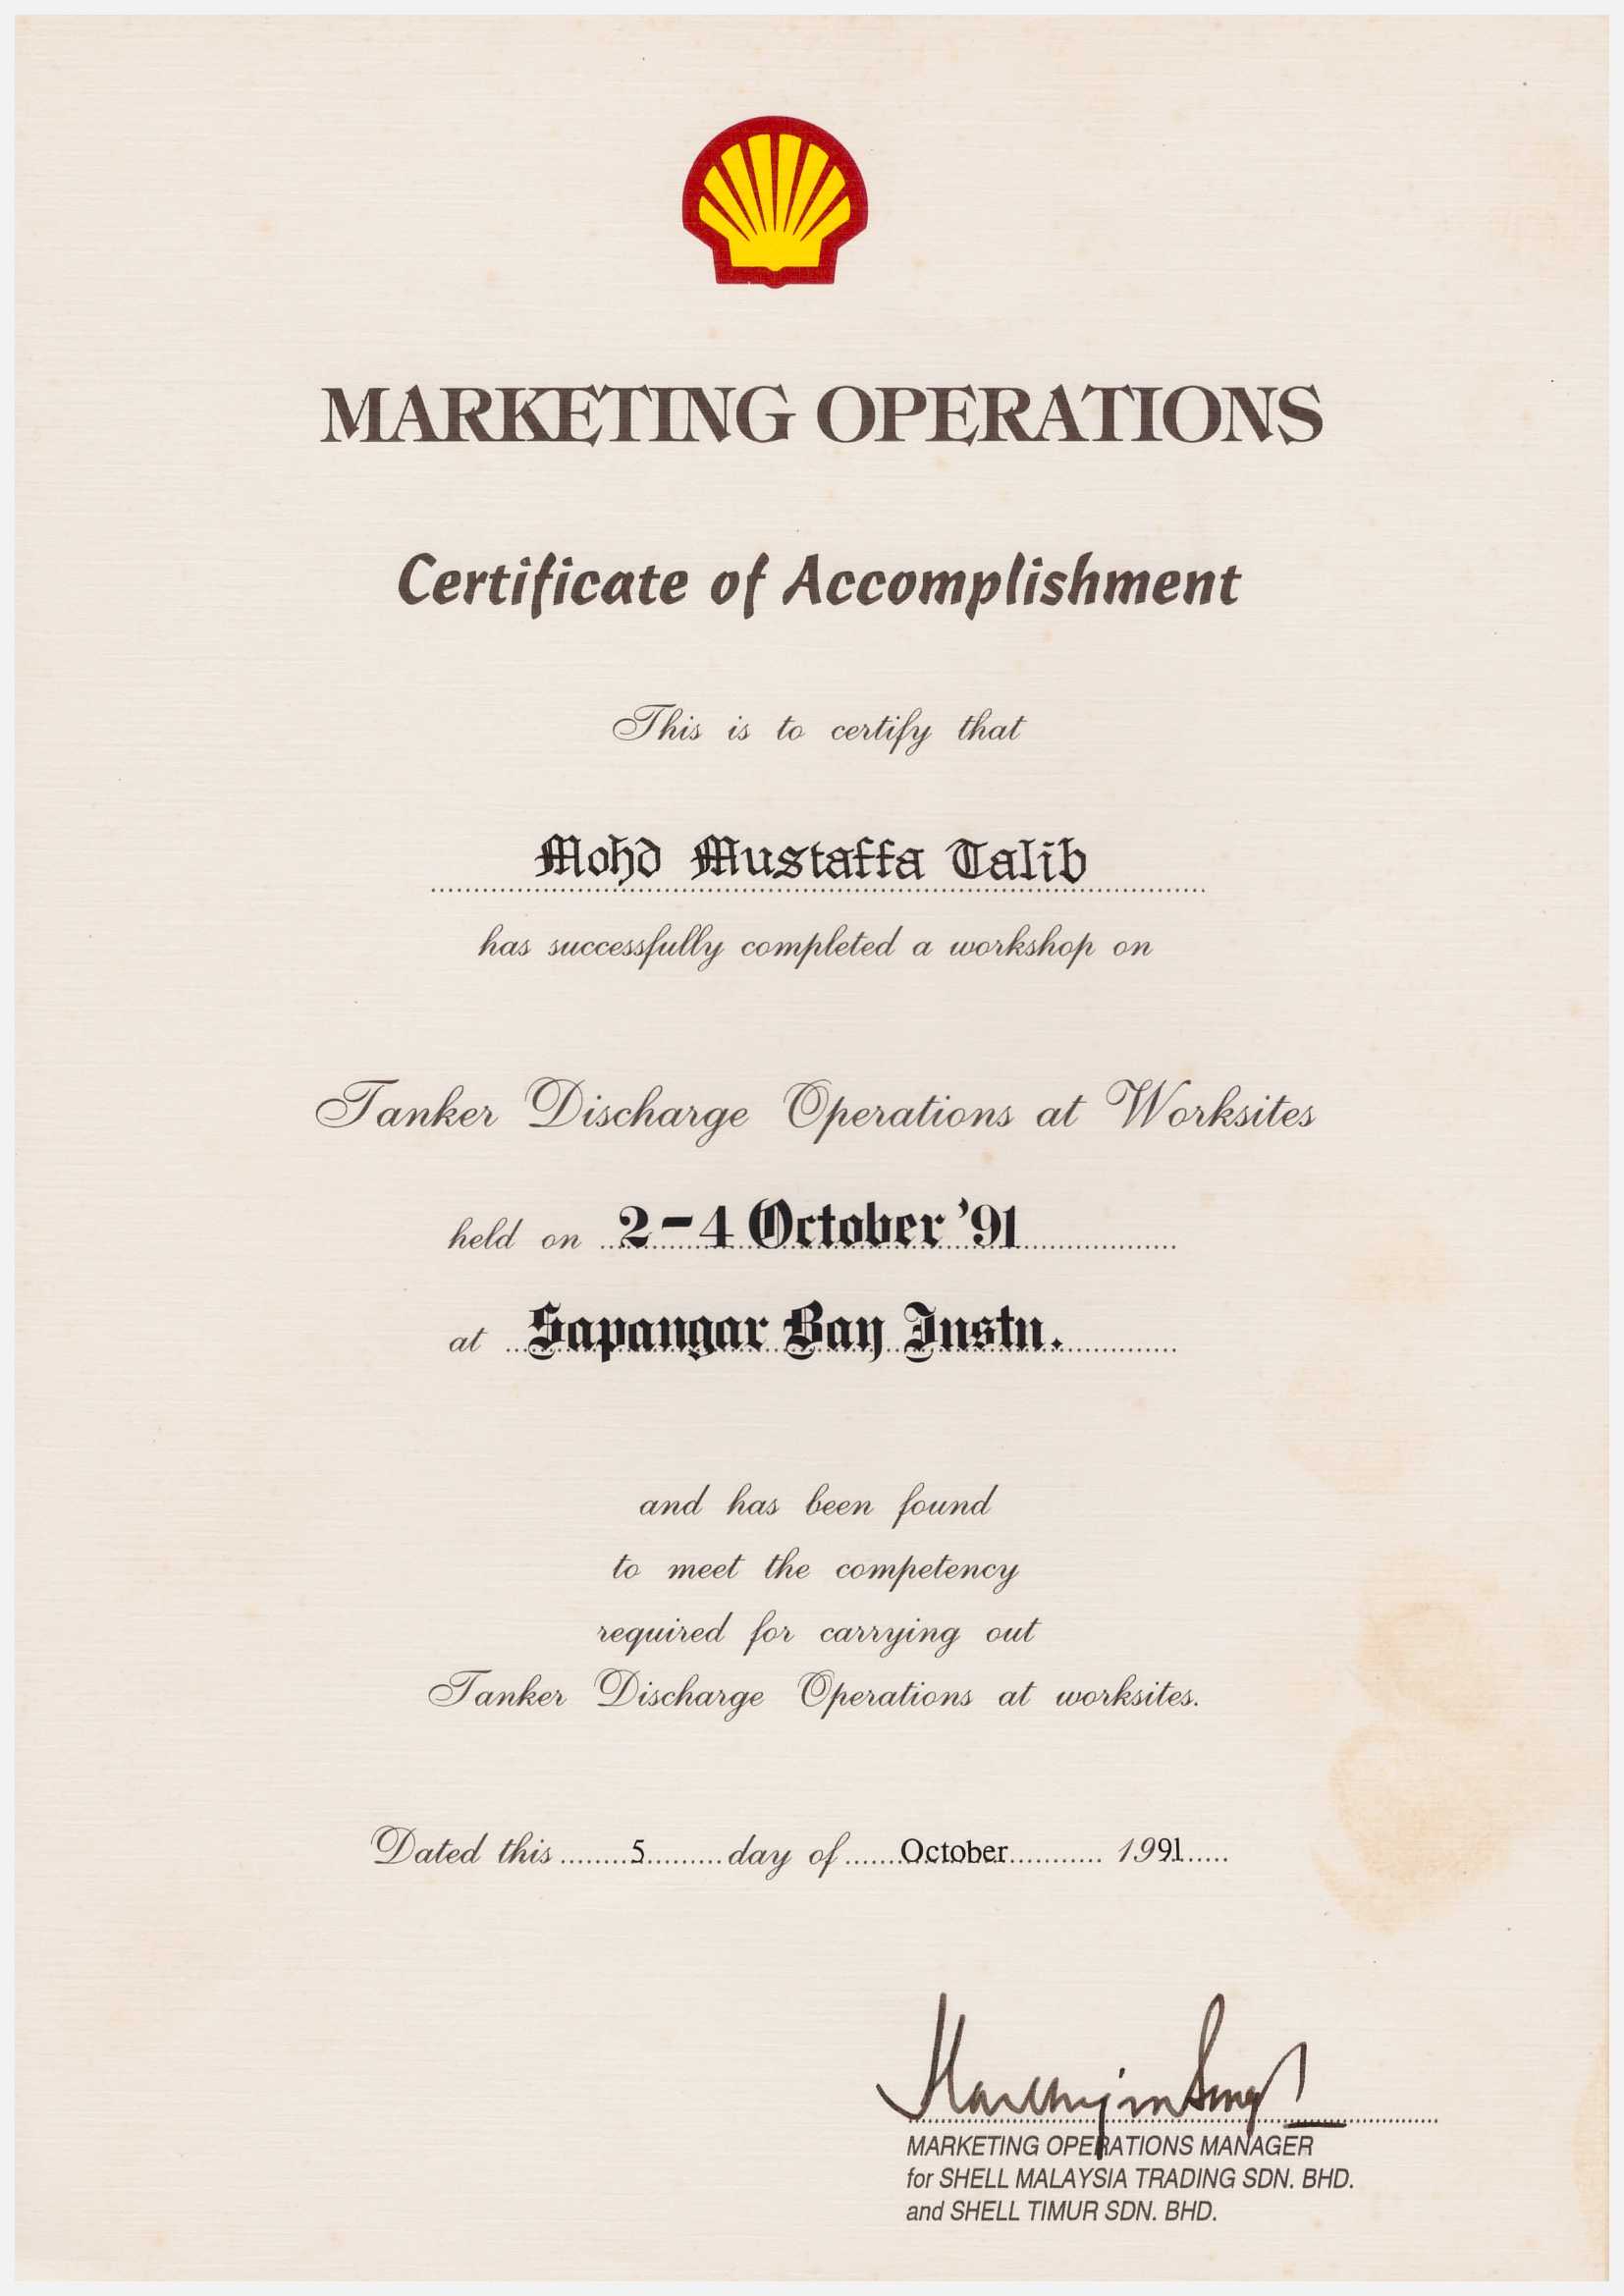 MARKETING OPERATIONS
Certificate of Accomplishment
This is to certify that
Mohd Mustaffa Talib
has successfully completed a workshop on
Tanker Discharge Operations at Worksites
held on 2-4 October '91
at Sapangar Bay Instn.
and has been found
to meet the competency
required for carrying out
Tanker Discharge Operations at worksites.
Dated this 5 day of October 1991
MARKETING OPERATIONS MANAGER
for SHELL MALAYSIA TRADING SDN. BHD.
and SHELL TIMUR SDN. BHD.